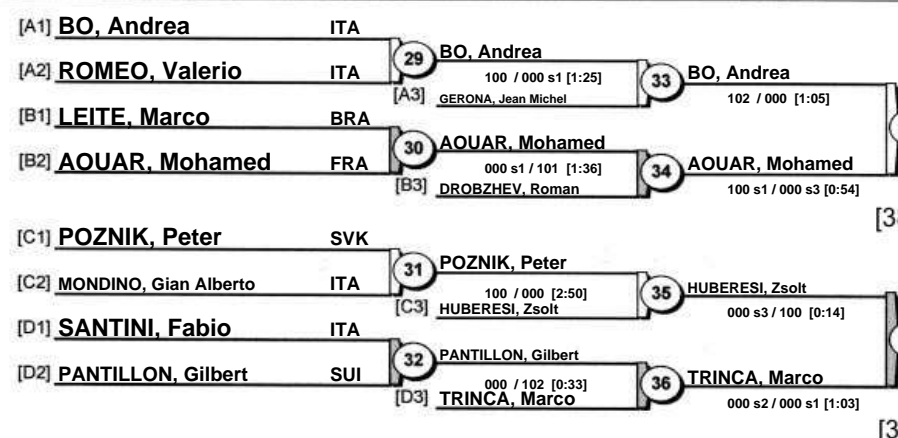 [A1] BO, Andrea ITA
[A2] ROMEO, Valerio ITA
29
BO, Andrea
100 / 000 s1 [1:25]
[A3] GERONA, Jean Michel
33
BO, Andrea
102 / 000 [1:05]
[B1] LEITE, Marco BRA
[B2] AOUAR, Mohamed FRA
30
AOUAR, Mohamed
000 s1 / 101 [1:36]
[B3] DROBZHEV, Roman
34
AOUAR, Mohamed
100 s1 / 000 s3 [0:54]
[C1] POZNIK, Peter SVK
[C2] MONDINO, Gian Alberto ITA
31
POZNIK, Peter
100 / 000 [2:50]
[C3] HUBERESI, Zsolt
35
HUBERESI, Zsolt
000 s3 / 100 [0:14]
[D1] SANTINI, Fabio ITA
[D2] PANTILLON, Gilbert SUI
32
PANTILLON, Gilbert
000 / 102 [0:33]
[D3] TRINCA, Marco
36
TRINCA, Marco
000 s2 / 000 s1 [1:03]
[3